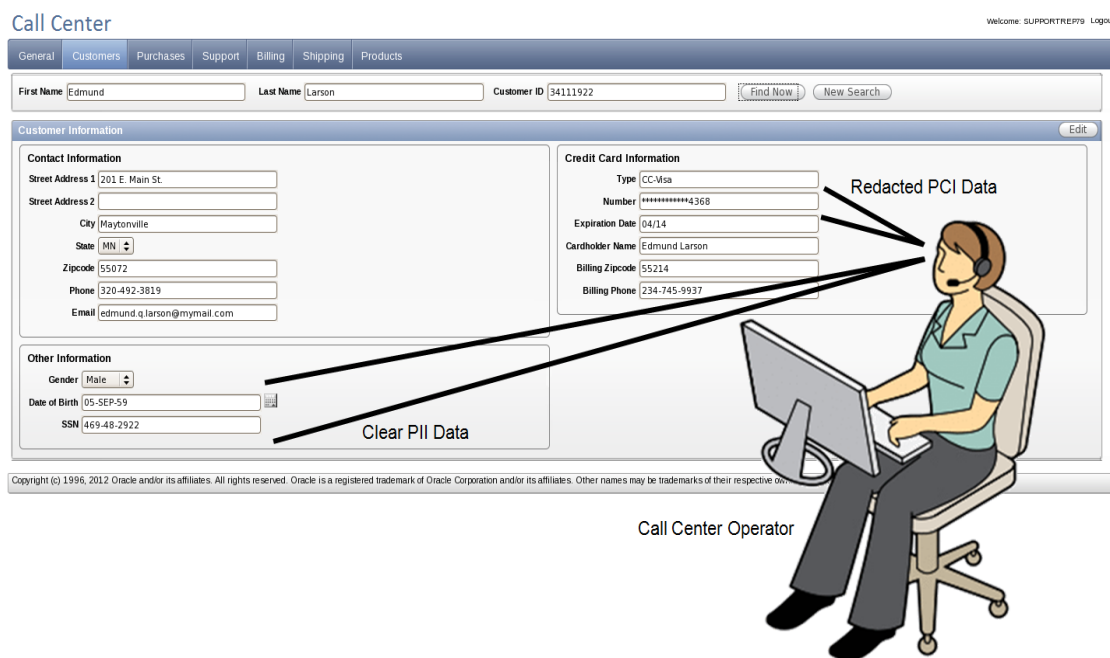 Call Center
Welcome: SUPPORTREP79 Logou
General Customers Purchases Support Billing Shipping Products
First Name Edmund Last Name Larson Customer ID 34111922 Find Now New Search
Customer Information Edit
Contact Information
Street Address 1 201 E. Main St.
Street Address 2
City Maytonville
State MN
Zipcode 55072
Phone 320-492-3819
Email edmund.q.larson@mymail.com
Credit Card Information
Type CC-Visa
Number ************4368
Expiration Date 04/14
Cardholder Name Edmund Larson
Billing Zipcode 55214
Billing Phone 234-745-9937
Redacted PCI Data
Other Information
Gender Male
Date of Birth 05-SEP-59
SSN 469-48-2922
Clear PII Data
Copyright (c) 1996, 2012 Oracle and/or its affiliates. All rights reserved. Oracle is a registered trademark of Oracle Corporation and/or its affiliates. Other names may be trademarks of their respective
Call Center Operator